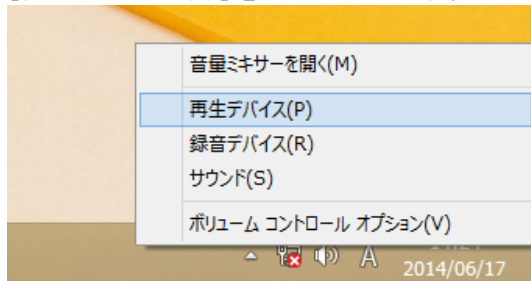 音量ミキサーを開く(M)
再生デバイス(P)
録音デバイス(R)
サウンド(S)
ボリューム コントロール オプション(V)
A
2014/06/17